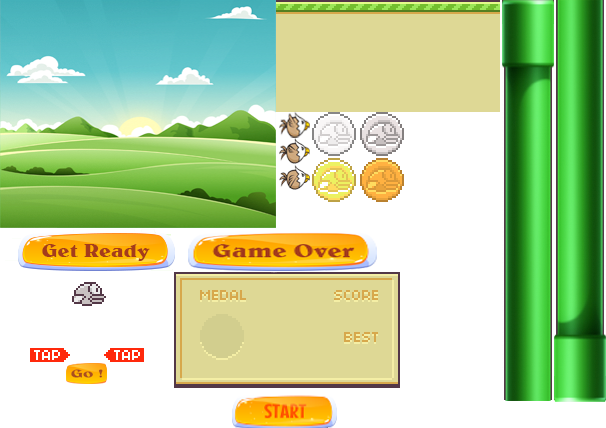 Get Ready
Game Over
MEDAL
SCORE
BEST
TAP
TAP
Go !
START